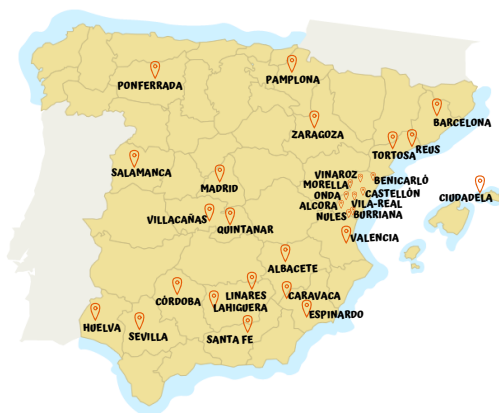 PONFERRADA
PAMPLONA
BARCELONA
ZARAGOZA
REUS
TORTOSA
SALAMANCA
MADRID
VINAROZ
BENICARLÒ
MORELLA
CASTELLÓN
ONDA
CIUDADELA
ALCORA
VILA-REAL
VILLACAÑAS
NULES
BURRIANA
QUINTANAR
VALENCIA
ALBACETE
CÓRDOBA
LINARES
CARAVACA
LAHIGUERA
ESPINARDO
HUELVA
SEVILLA
SANTA FE